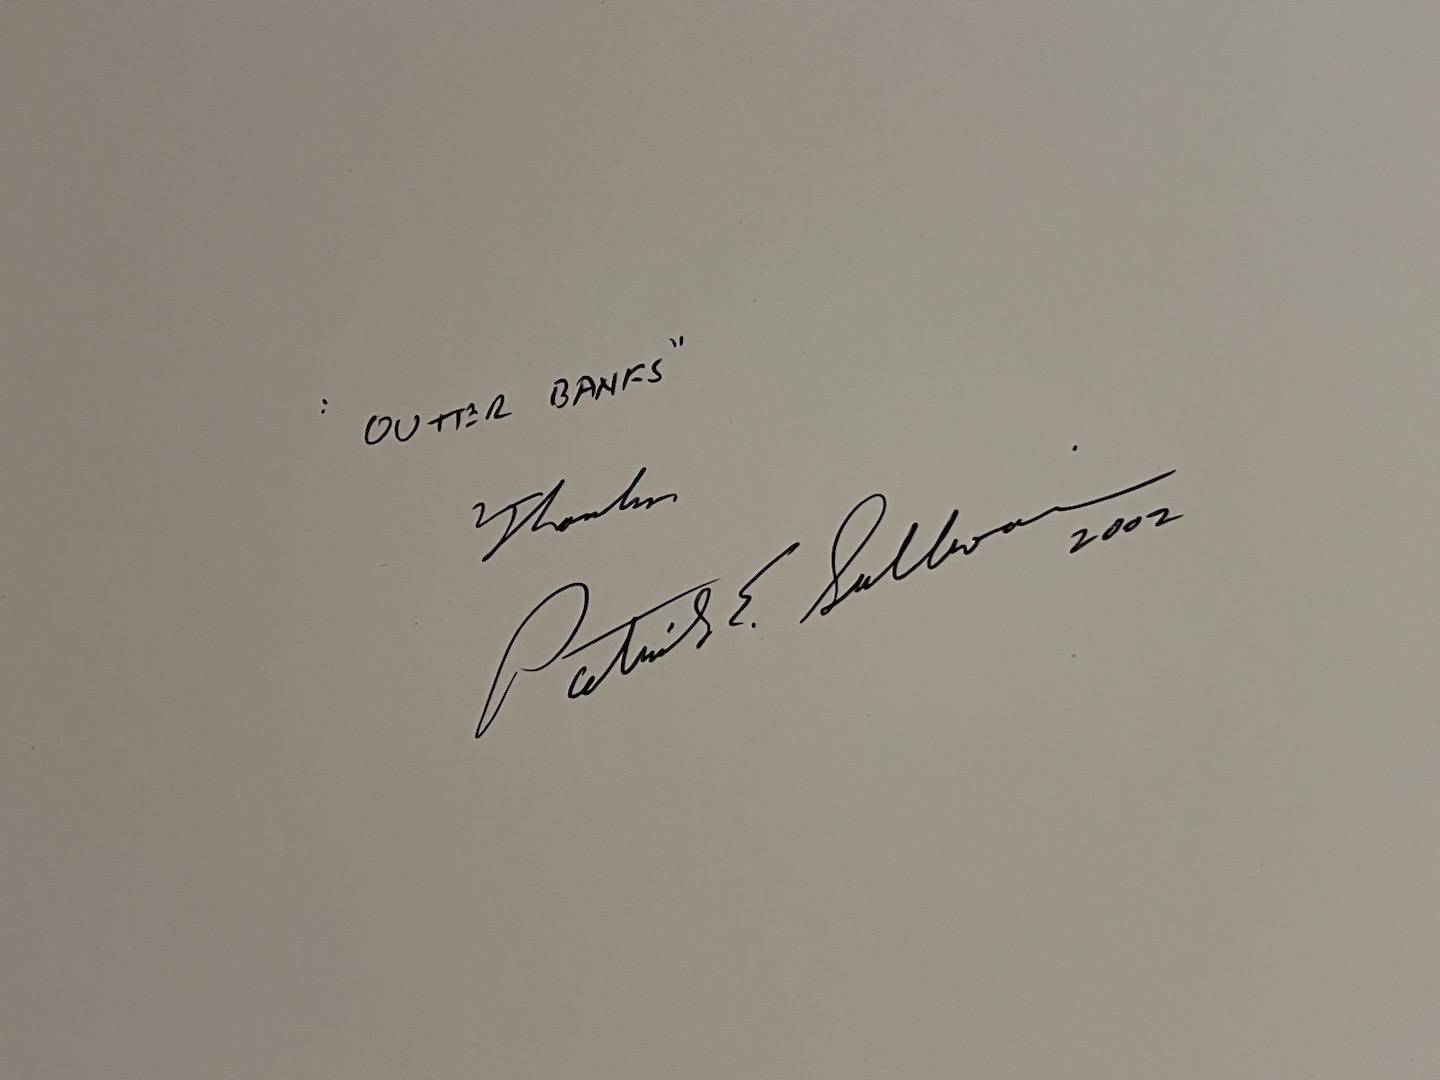 "OUTTER BANKS"
Thanks
Patrick E. Sullivan
2002